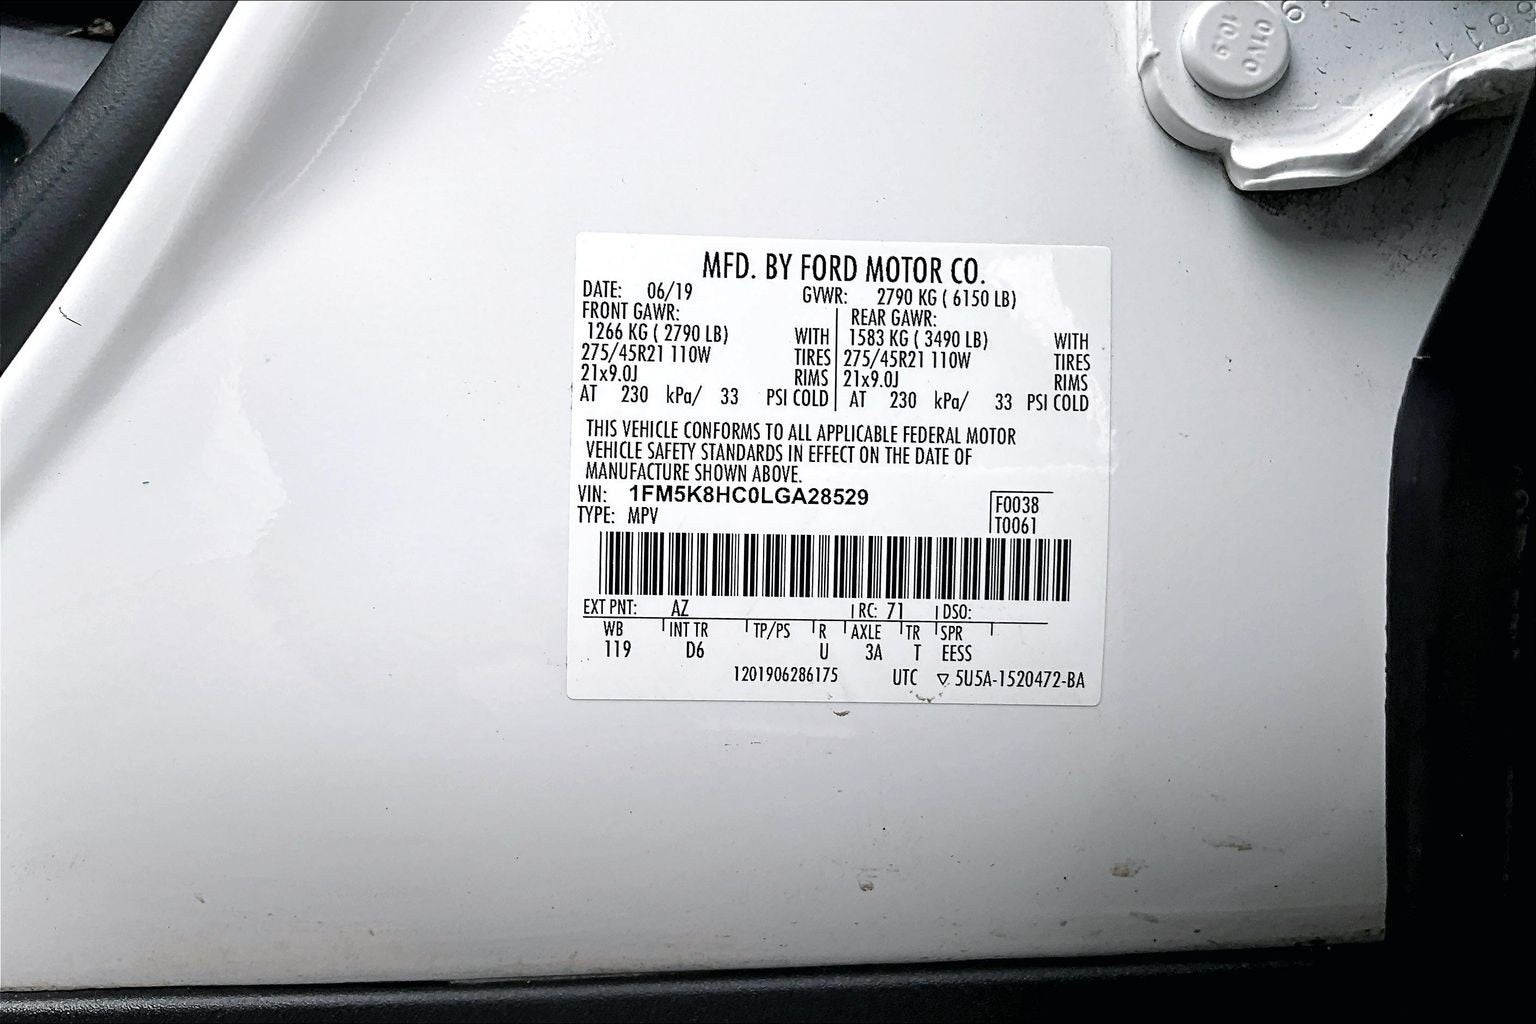 MFD. BY FORD MOTOR CO.
DATE: 06/19 GVWR: 2790 KG ( 6150 LB)
FRONT GAWR: REAR GAWR:
1266 KG ( 2790 LB) WITH 1583 KG ( 3490 LB) WITH
275/45R21 110W TIRES 275/45R21 110W TIRES
21x9.0J RIMS 21x9.0J RIMS
AT 230 kPa/ 33 PSI COLD AT 230 kPa/ 33 PSI COLD
THIS VEHICLE CONFORMS TO ALL APPLICABLE FEDERAL MOTOR
VEHICLE SAFETY STANDARDS IN EFFECT ON THE DATE OF
MANUFACTURE SHOWN ABOVE.
VIN: 1FM5K8HC0LGA28529 F0038
TYPE: MPV T0061
EXT PNT: AZ RC: 71 DSO:
WB INT TR TP/PS R AXLE TR SPR
119 D6 U 3A T EESS
1201906286175 UTC ▽ 5U5A-1520472-BA
10.9